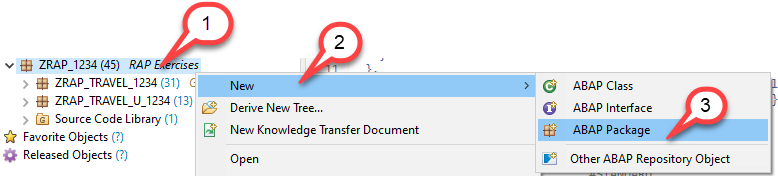 1
2
3
ZRAP_1234 (45) RAP Exercises
ZRAP_TRAVEL_1234 (31)
ZRAP_TRAVEL_U_1234 (13)
Source Code Library (1)
Favorite Objects (?)
Released Objects (?)
New
Derive New Tree...
New Knowledge Transfer Document
Open
11 },
ABAP Class
ABAP Interface
ABAP Package
Other ABAP Repository Object